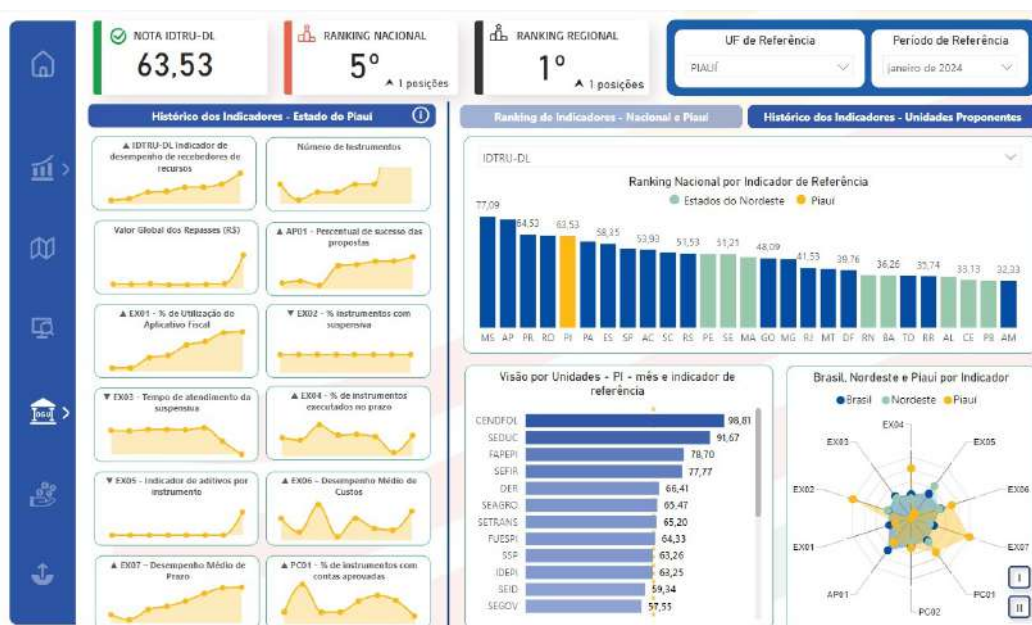 NOTA IDTRU-DL
63,53
RANKING NACIONAL
5º
▲ 1 posições
RANKING REGIONAL
1º
▲ 1 posições
UF de Referência
PIAUÍ
Período de Referência
janeiro de 2024
Histórico dos Indicadores - Estado do Piauí
Ranking de Indicadores - Nacional e Piauí
Histórico dos Indicadores - Unidades Proponentes
▲ IDTRU-DL Indicador de
desempenho de recebedores de
recursos
Número de Instrumentos
Valor Global dos Repasses (R$)
▲ AP01 - Percentual de sucesso das
propostas
▲ EX01 - % de Utilização do
Aplicativo Fiscal
▼ EX02 - % instrumentos com
suspensiva
▼ EX03 - Tempo de atendimento da
suspensiva
▲ EX04 - % de instrumentos
executados no prazo
▼ EX05 - Indicador de aditivos por
instrumento
▲ EX06 - Desempenho Médio de
Custos
▲ EX07 - Desempenho Médio de
Prazo
▲ PC01 - % de instrumentos com
contas aprovadas
IDTRU-DL
Ranking Nacional por Indicador de Referência
Estados do Nordeste Piauí
77,09 64,53 63,53 58,35 53,93 51,53 51,21 48,09 41,53 39,76 36,26 35,74 33,13 32,33
MS AP PR RO PI PA ES SP AC SC RS PE SE MA GO MG RJ MT DF RN BA TO RR AL CE PB AM
Visão por Unidades - PI - mês e indicador de
referência
CENDFOL 98,81
SEDUC 91,67
FAPEPI 78,70
SEFIR 77,77
DER 66,41
SEAGRO 65,47
SETRANS 65,20
FUESPI 64,33
SSP 63,26
IDEPI 63,25
SEID 59,34
SEGOV 57,55
Brasil, Nordeste e Piauí por Indicador
Brasil Nordeste Piauí
EX04
EX03 EX05
EX02 EX06
EX01 EX07
AP01 PC01
PC02
I
II
OGU